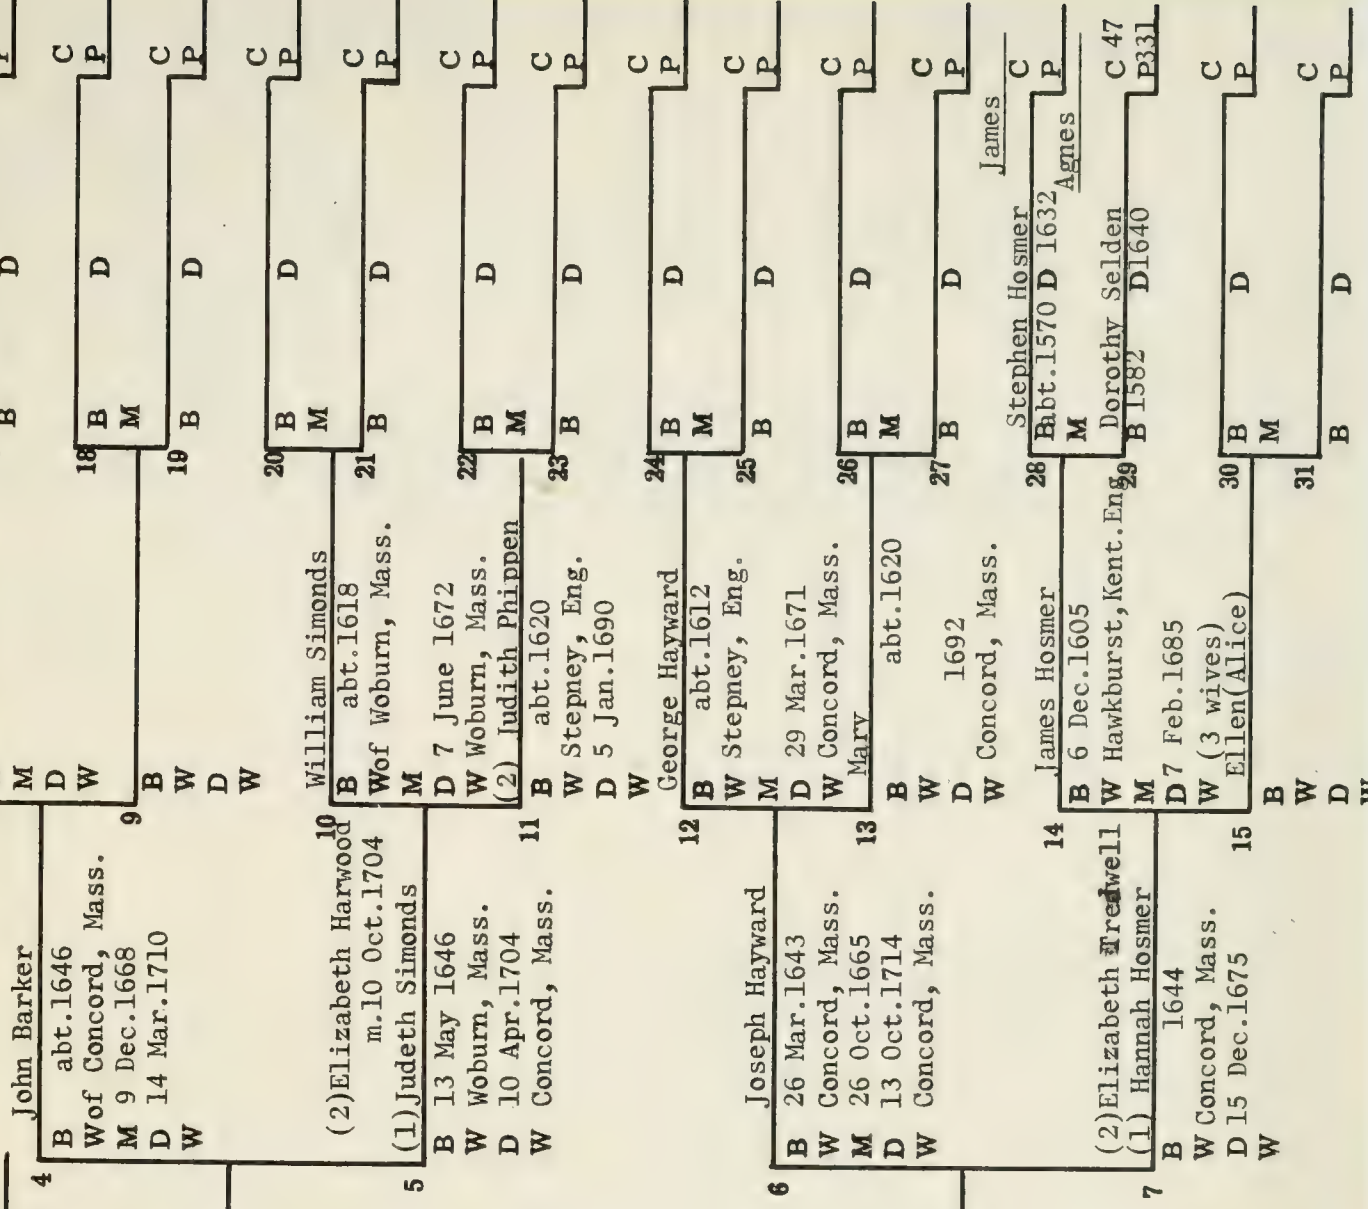 4
John Barker
B abt.1646
Wof Concord, Mass.
M 9 Dec.1668
D 14 Mar.1710
W
(2)Elizabeth Harwood
m.10 Oct.1704
5
(1)Judeth Simonds
B 13 May 1646
W Woburn, Mass.
D 10 Apr.1704
W Concord, Mass.
6
Joseph Hayward
B 26 Mar.1643
W Concord, Mass.
M 26 Oct.1665
D 13 Oct.1714
W Concord, Mass.
(2)Elizabeth Tredwell
7
(1) Hannah Hosmer
B 1644
W Concord, Mass.
D 15 Dec.1675
W
M
D
W
9
B
W
D
W
10
William Simonds
B abt.1618
Wof Woburn, Mass.
M
D 7 June 1672
W Woburn, Mass.
11
(2) Judith Phippen
B abt.1620
W Stepney, Eng.
D 5 Jan.1690
W
12
George Hayward
B abt.1612
W Stepney, Eng.
M
D 29 Mar.1671
W Concord, Mass.
13
Mary
B abt.1620
W
D 1692
W Concord, Mass.
14
James Hosmer
B 6 Dec.1605
W Hawkburst,Kent.Eng
M
D 7 Feb.1685
W (3 wives)
15
Ellen(Alice)
B
W
D
W
B D P
18
B D C P
M
19
B D C P
20
B D C P
M
21
B D C P
22
B D C P
M
23
B D C P
24
B D C P
M
25
B D C P
26
B D C P
M
27
B D C P
28
Stephen Hosmer
James
B abt.1570 D 1632 C P
M
Agnes
29
Dorothy Selden
B 1582 D1640 C 47
P331
30
B D C P
M
31
B D C P